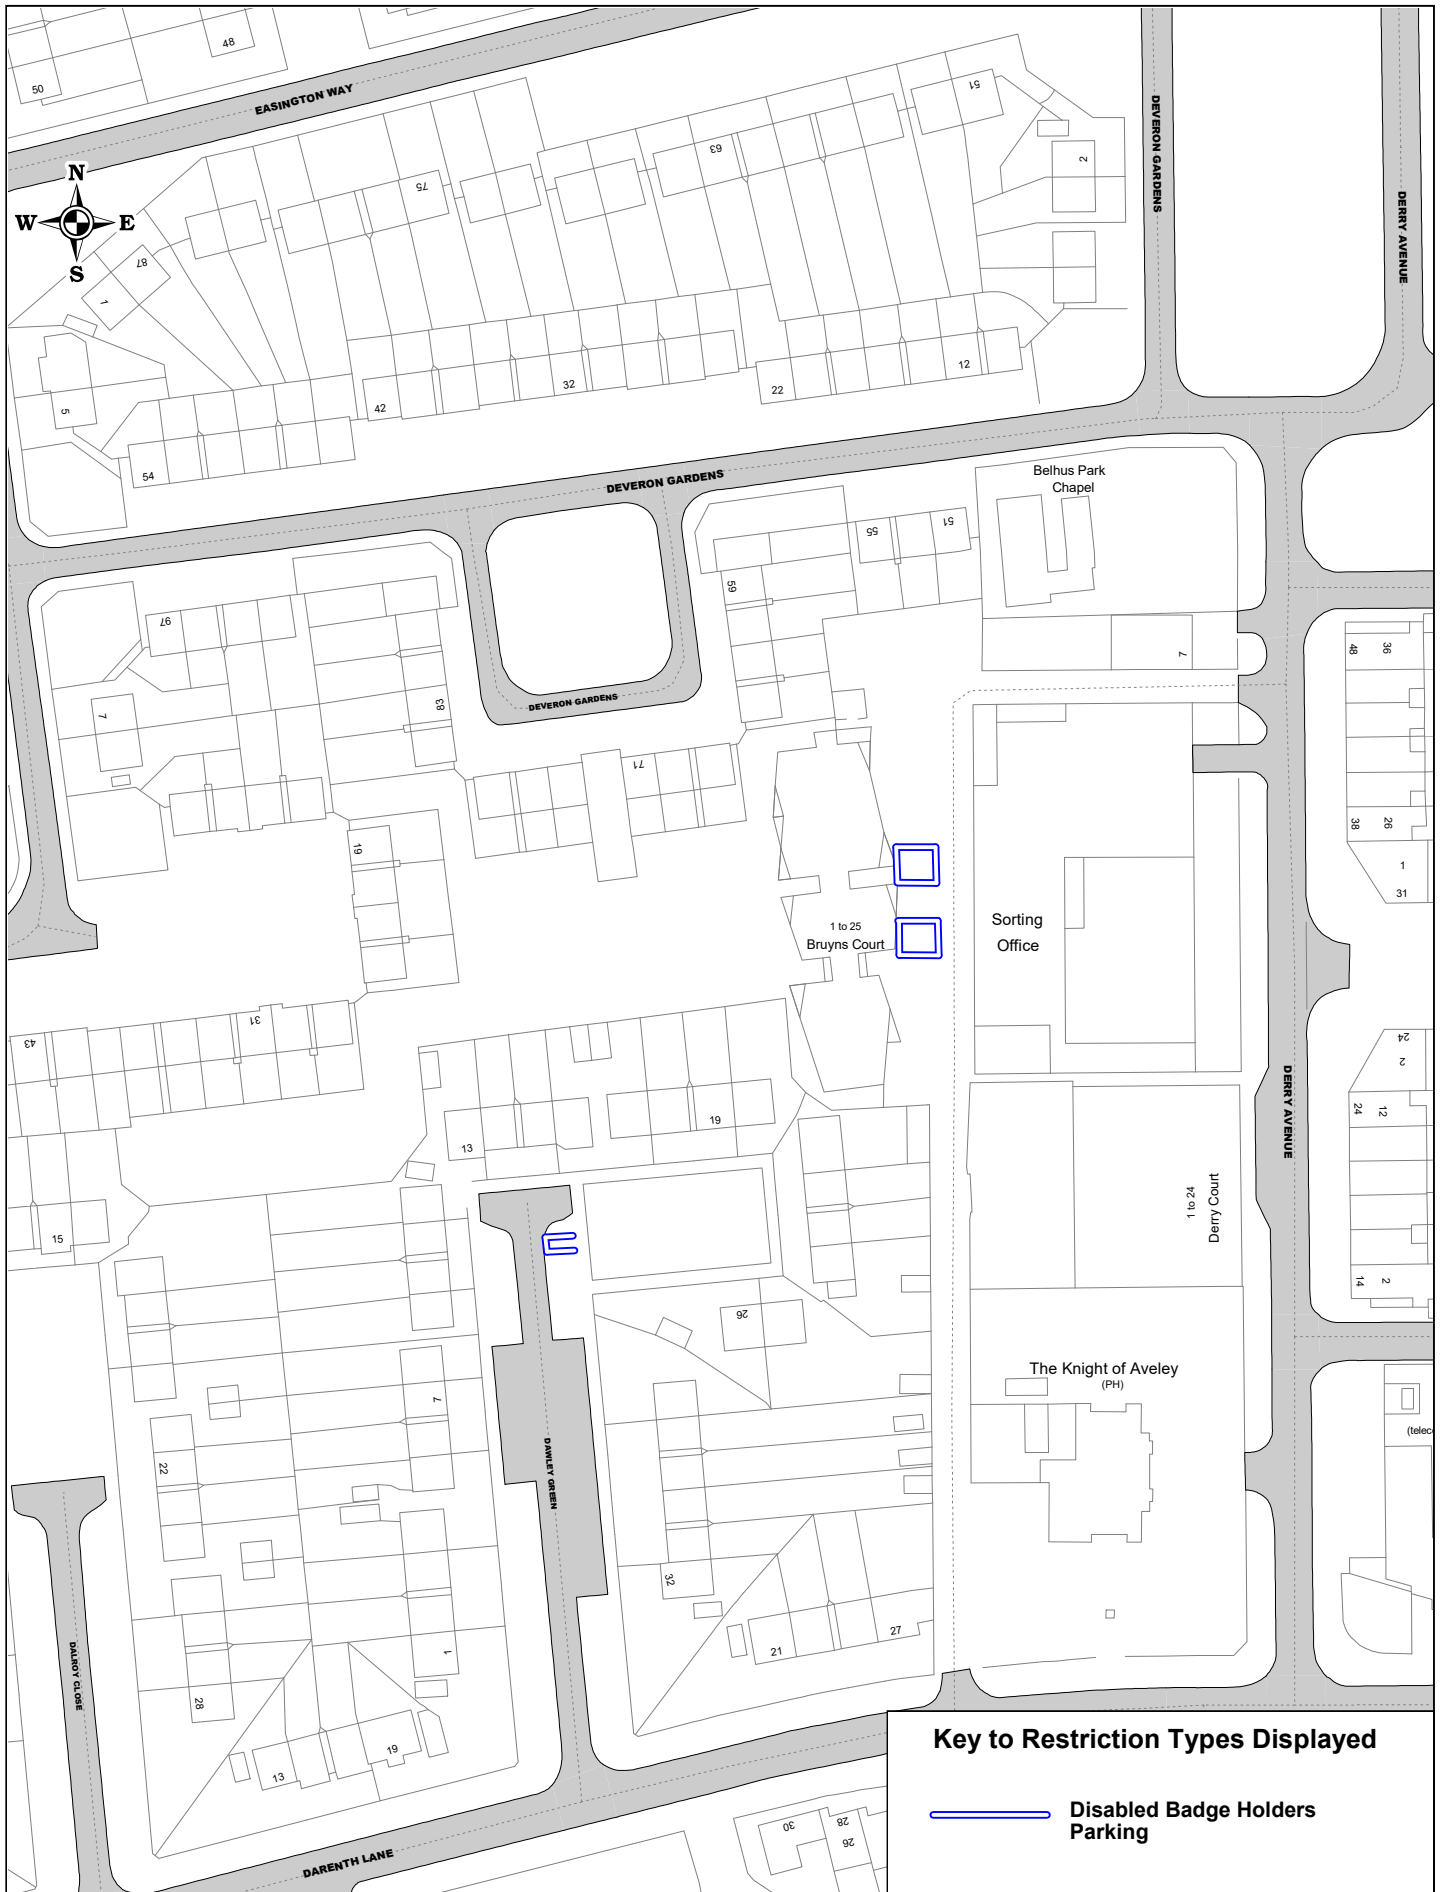 48
50
EASINGTON WAY
51
63
75
2
DEVERON GARDENS
DERRY AVENUE
N
W
E
S
87
1
5
42
32
22
12
54
DEVERON GARDENS
Belhus Park
Chapel
55
51
59
97
7
83
7
DEVERON GARDENS
71
48
36
38
26
1
31
19
1 to 25
Bruyns Court
Sorting
Office
43
31
13
19
DERRY AVENUE
24
2
24
12
1 to 24
Derry Court
14
2
15
26
The Knight of Aveley
(PH)
7
22
DAWLEY GREEN
(telec
32
21
27
1
28
DALROY CLOSE
13
19
DARENTH LANE
30
28
26
Key to Restriction Types Displayed
Disabled Badge Holders
Parking